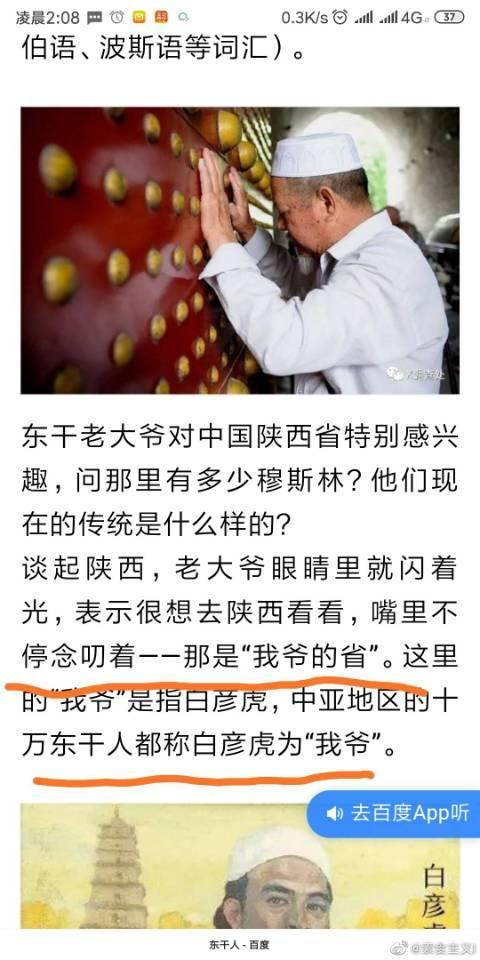 凌晨2:08
0.3K/s
4G
37
伯语、波斯语等词汇）。
东干老大爷对中国陕西省特别感兴
趣，问那里有多少穆斯林？他们现
在的传统是什么样的？
谈起陕西，老大爷眼睛里就闪着
光，表示很想去陕西看看，嘴里不
停念叨着——那是“我爷的省”。这里
的“我爷”是指白彦虎，中亚地区的十
万东干人都称白彦虎为“我爷”。
去百度App听
白彦虎
东干人 - 百度
@素食主义J